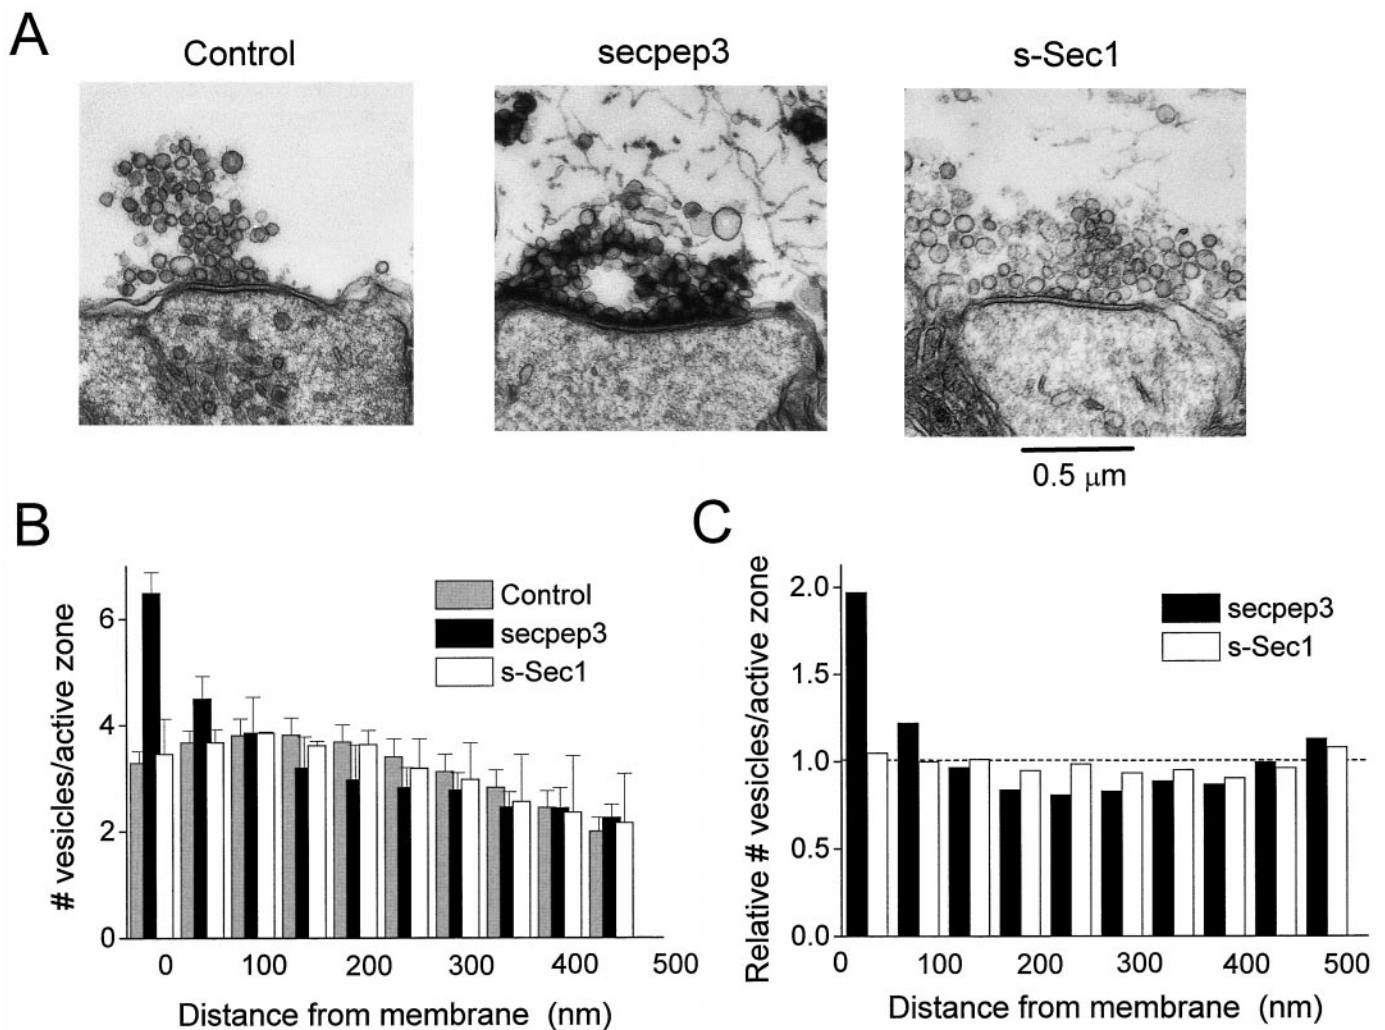 A
Control
secpep3
s-Sec1
0.5 μm
B
# vesicles/active zone
6
4
2
0
Control
secpep3
s-Sec1
0 100 200 300 400 500
Distance from membrane (nm)
C
Relative # vesicles/active zone
2.0
1.5
1.0
0.5
0.0
secpep3
s-Sec1
0 100 200 300 400 500
Distance from membrane (nm)